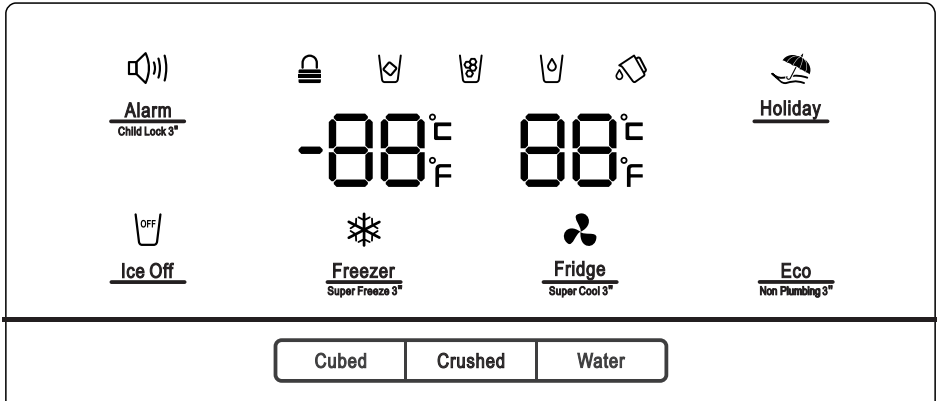 Alarm
Child Lock 3"
Holiday
-88 °C
°F
88 °C
°F
OFF
Ice Off
Freezer
Super Freeze 3"
Fridge
Super Cool 3"
Eco
Non Plumbing 3"
Cubed
Crushed
Water